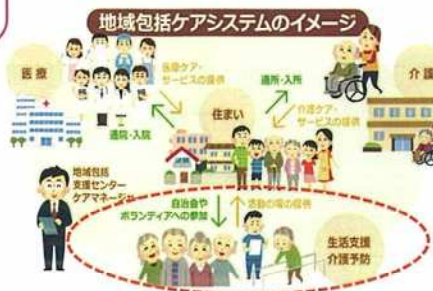 地域包括ケアシステムのイメージ
医療
医療ケア・
サービスの提供
通院・入院
住まい
通所・入所
介護ケア・
サービスの提供
介護
地域包括
支援センター
ケアマネージャー
自治会や
ボランティアへの参加
活動の場の提供
生活支援
介護予防